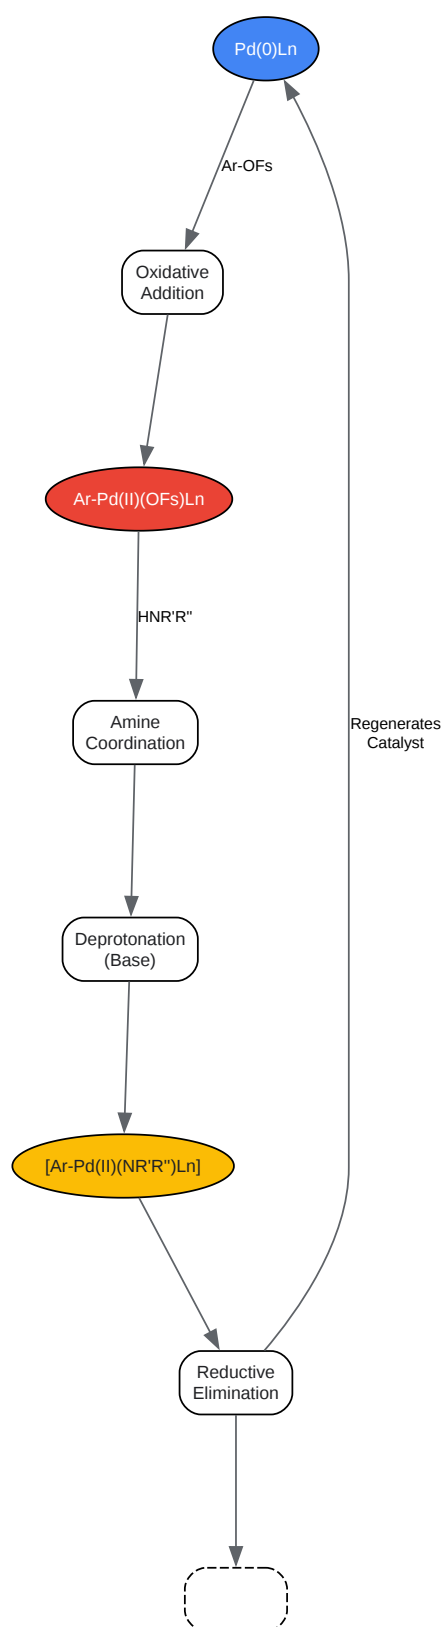 Pd(0)Ln
Ar-OFs
Oxidative
Addition
Ar-Pd(II)(OFs)Ln
HNR'R"
Amine
Coordination
Regenerates
Catalyst
Deprotonation
(Base)
[Ar-Pd(II)(NR'R")Ln]
Reductive
Elimination